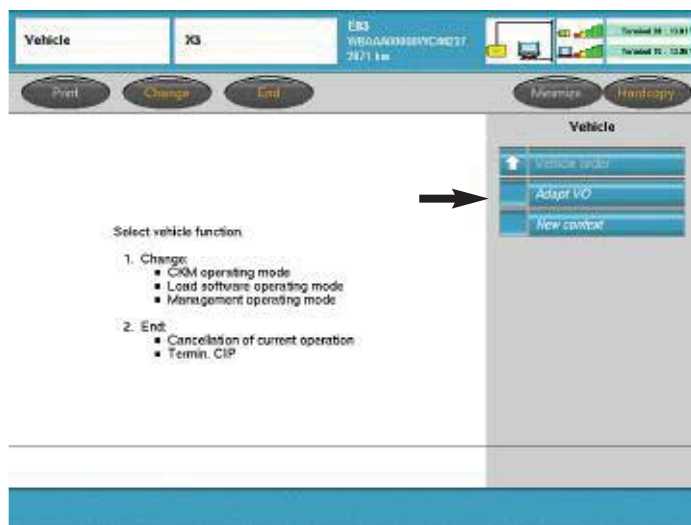 Vehicle
X3
E83
2871 km
Print
Change
End
Minimize
Hardcopy
Vehicle
Vehicle order
Adapt VO
New context
Select vehicle function.
1. Change:
▪ CKM operating mode
▪ Load software operating mode
▪ Management operating mode
2. End:
▪ Cancellation of current operation
▪ Termin. CIP